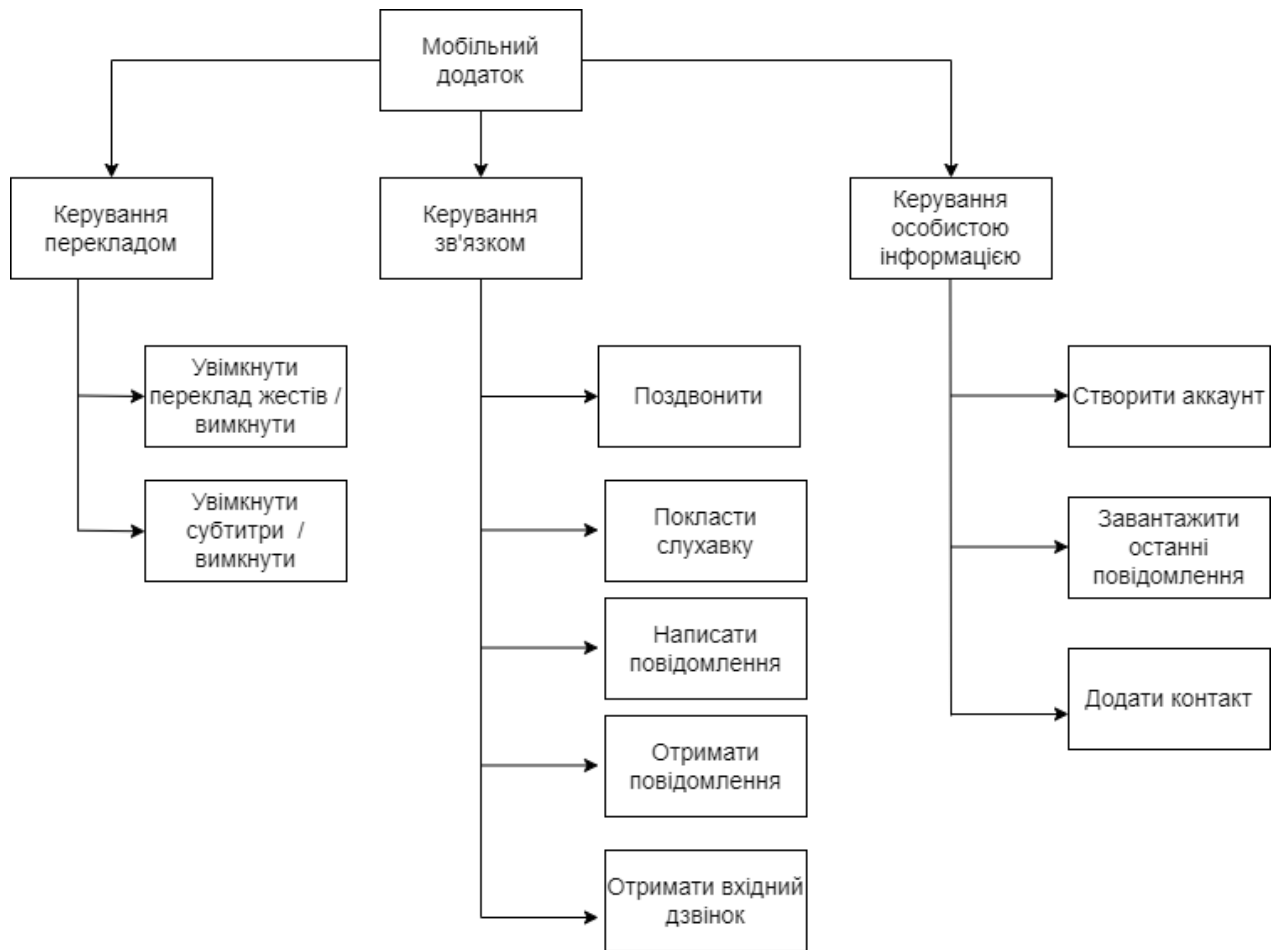 Мобільний
додаток
Керування
перекладом
Керування
зв'язком
Керування
особистою
інформацією
Увімкнути
переклад жестів /
вимкнути
Увімкнути
субтитри /
вимкнути
Поздвонити
Покласти
слухавку
Написати
повідомлення
Отримати
повідомлення
Отримати вхідний
дзвінок
Створити аккаунт
Завантажити
останні
повідомлення
Додати контакт